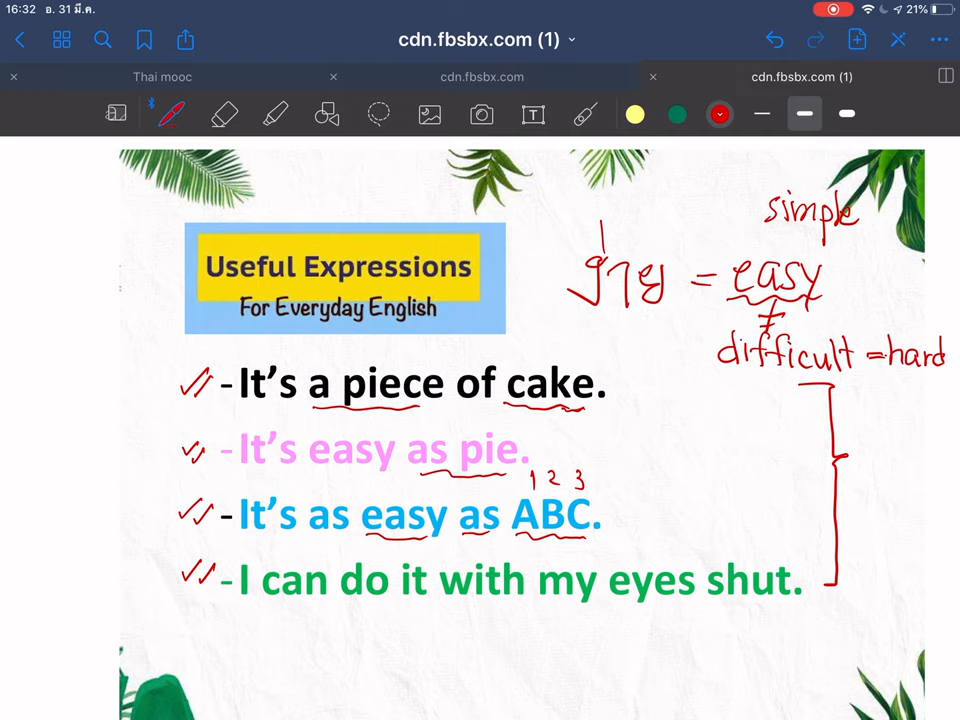 16:32 อ. 31 มี.ค.
21%
cdn.fbsbx.com (1)
Thai mooc
cdn.fbsbx.com
cdn.fbsbx.com (1)
T
simple
Useful Expressions
For Everyday English
ง่าย = easy
≠
difficult = hard
- It's a piece of cake.
- It's easy as pie.
1 2 3
- It's as easy as ABC.
- I can do it with my eyes shut.